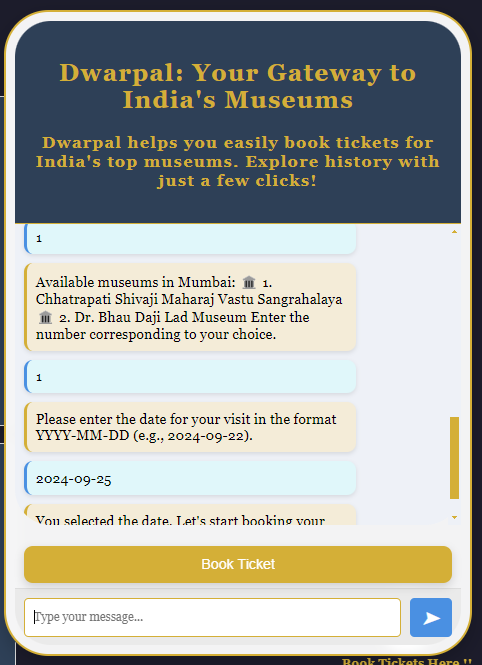 Dwarpal: Your Gateway to
India's Museums
Dwarpal helps you easily book tickets for
India's top museums. Explore history with
just a few clicks!
1
Available museums in Mumbai: 🏛️ 1.
Chhatrapati Shivaji Maharaj Vastu Sangrahalaya
🏛️ 2. Dr. Bhau Daji Lad Museum Enter the
number corresponding to your choice.
1
Please enter the date for your visit in the format
YYYY-MM-DD (e.g., 2024-09-22).
2024-09-25
You selected the date. Let's start booking your
Book Ticket
Type your message...
Book Tickets Here !!